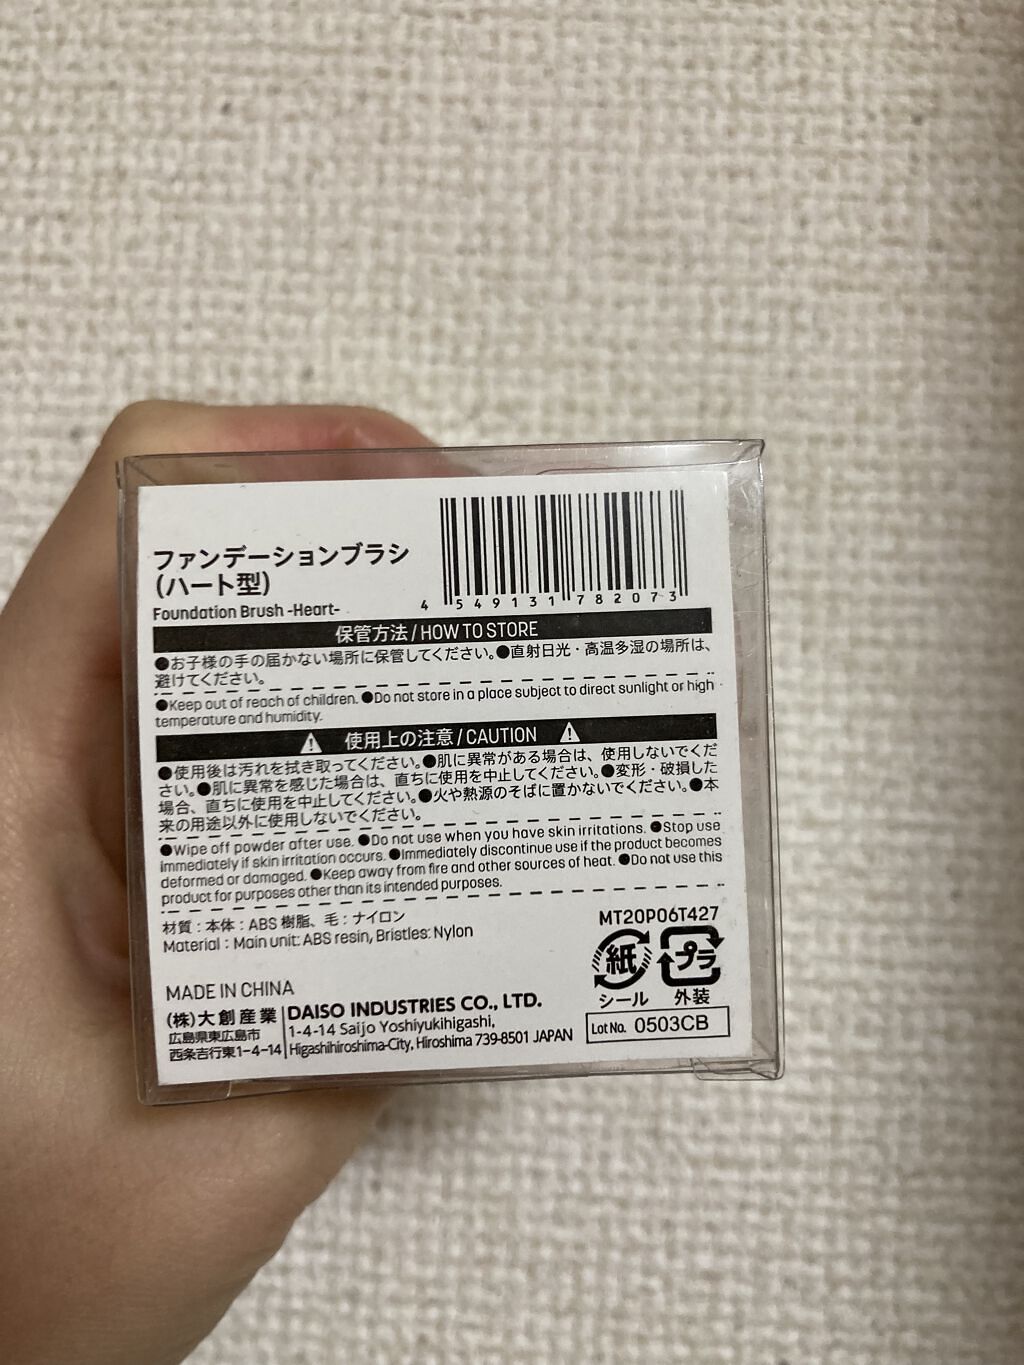 ファンデーションブラシ
(ハート型)
Foundation Brush -Heart-
4 549131 782073
保管方法 / HOW TO STORE
●お子様の手の届かない場所に保管してください。●直射日光・高温多湿の場所は、
避けてください。
●Keep out of reach of children. ●Do not store in a place subject to direct sunlight or high
temperature and humidity.
使用上の注意 / CAUTION
●使用後は汚れを拭き取ってください。●肌に異常がある場合は、使用しないでくだ
さい。●肌に異常を感じた場合は、直ちに使用を中止してください。●変形・破損した
場合、直ちに使用を中止してください。●火や熱源のそばに置かないでください。●本
来の用途以外に使用しないでください。
●Wipe off powder after use. ●Do not use when you have skin irritations. ●Stop use
immediately if skin irritation occurs. ●Immediately discontinue use if the product becomes
deformed or damaged. ●Keep away from fire and other sources of heat. ●Do not use this
product for purposes other than its intended purposes.
材質：本体：ABS 樹脂、毛：ナイロン
Material : Main unit: ABS resin, Bristles: Nylon
MT20P06T427
紙 プラ
シール 外装
MADE IN CHINA
(株)大創産業
広島県東広島市
西条吉行東1-4-14
DAISO INDUSTRIES CO., LTD.
1-4-14 Saijo Yoshiyukihigashi,
Higashihiroshima-City, Hiroshima 739-8501 JAPAN
Lot No. 0503CB